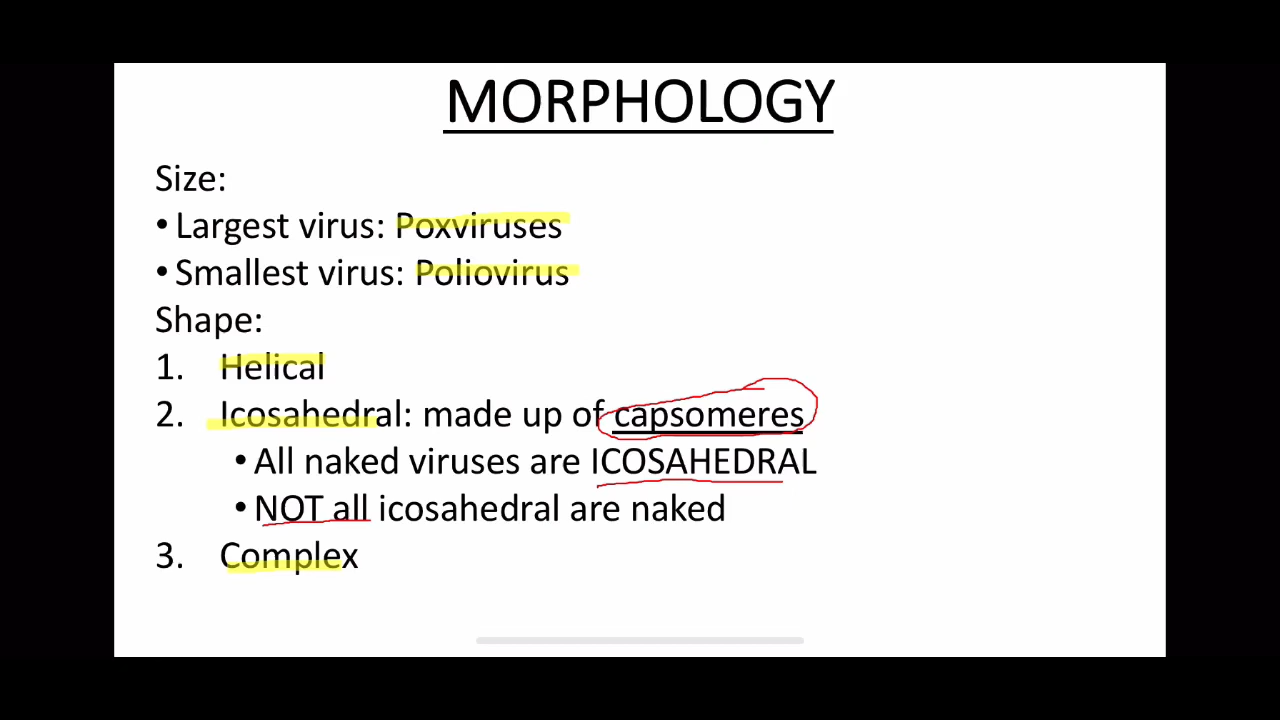 MORPHOLOGY
Size:
• Largest virus: Poxviruses
• Smallest virus: Poliovirus
Shape:
1. Helical
2. Icosahedral: made up of capsomeres
• All naked viruses are ICOSAHEDRAL
• NOT all icosahedral are naked
3. Complex